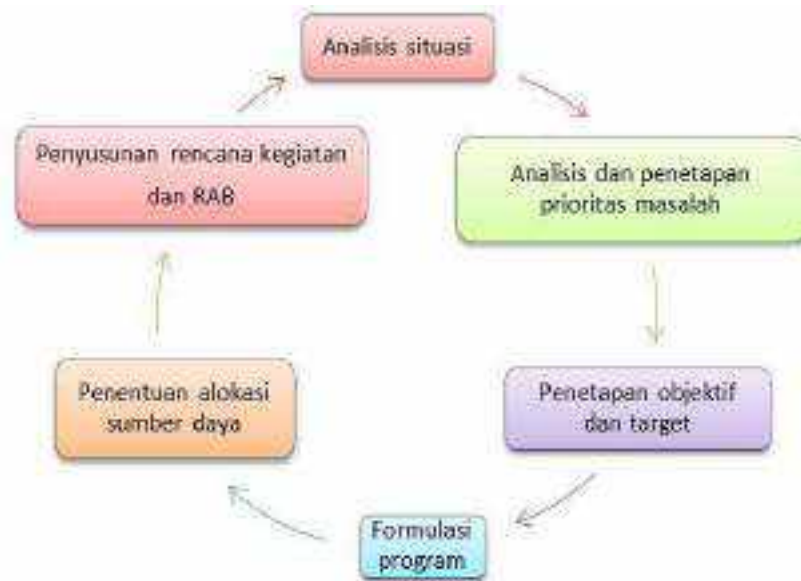 Analisis situasi
Analisis dan penetapan
prioritas masalah
Penetapan objektif
dan target
Formulasi
program
Penentuan alokasi
sumber daya
Penyusunan rencana kegiatan
dan RAB